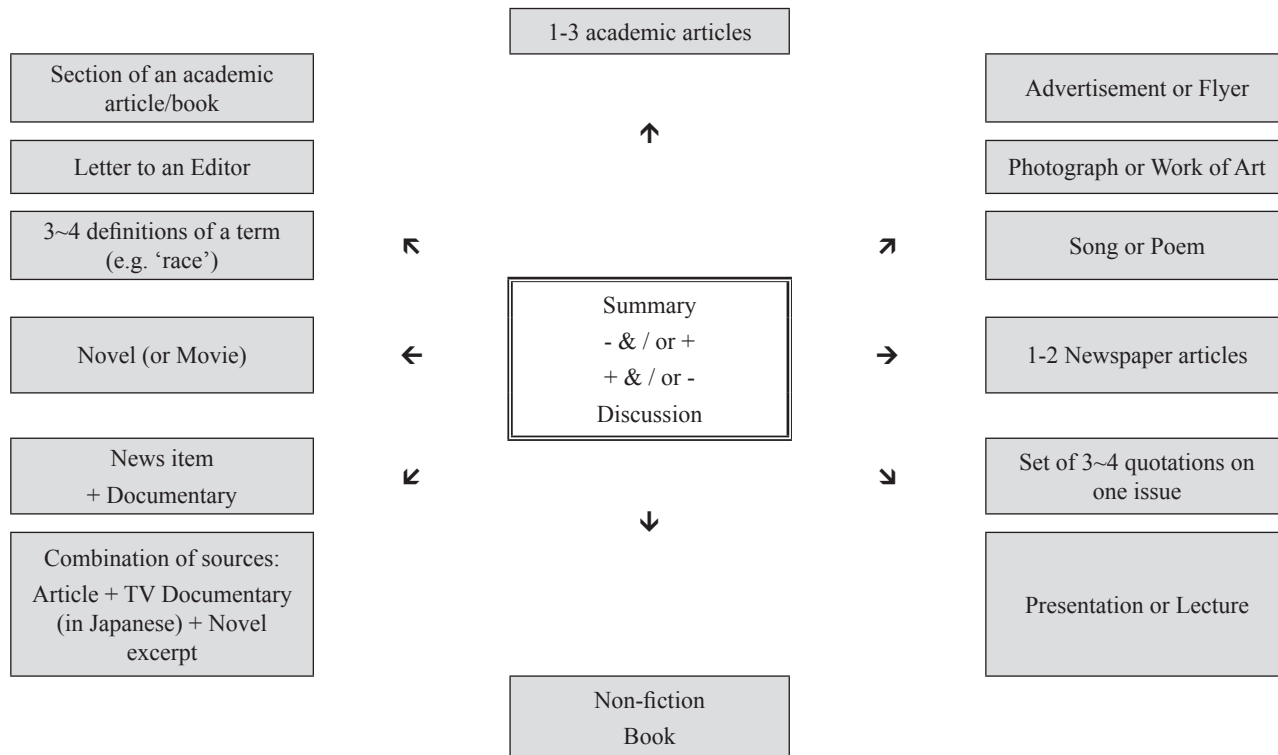 1-3 academic articles
Section of an academic
article/book
Advertisement or Flyer
Letter to an Editor
Photograph or Work of Art
3~4 definitions of a term
(e.g. ‘race’)
Song or Poem
Summary
- & / or +
+ & / or -
Discussion
Novel (or Movie)
1-2 Newspaper articles
News item
+ Documentary
Set of 3~4 quotations on
one issue
Combination of sources:
Article + TV Documentary
(in Japanese) + Novel
excerpt
Presentation or Lecture
Non-fiction
Book